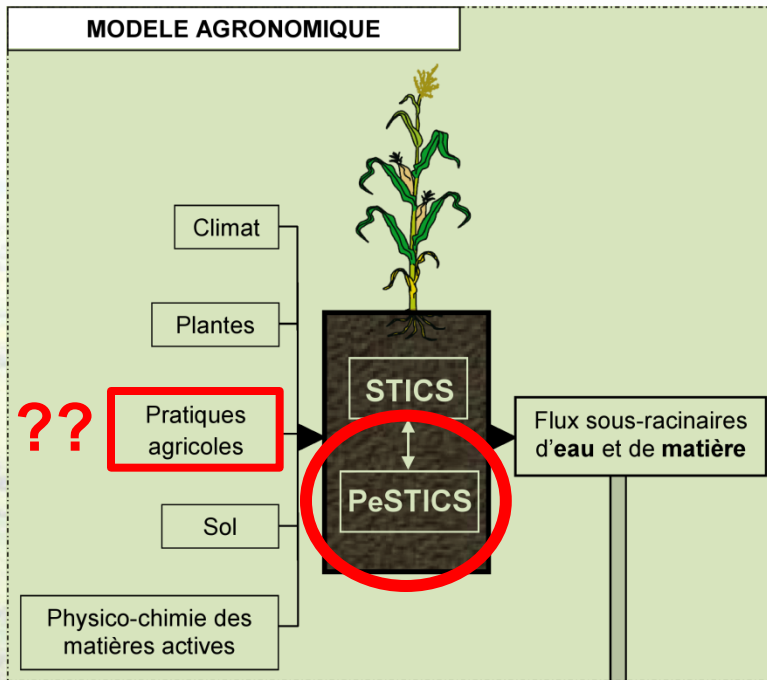 MODELE AGRONOMIQUE
Climat
Plantes
??
Pratiques
agricoles
Sol
Physico-chimie des
matières actives
STICS
PeSTICS
Flux sous-racinaires
d'eau et de matière